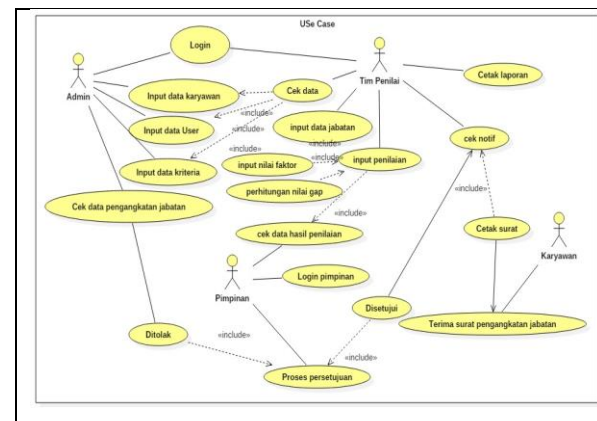 USe Case
Login
Tim Penilai
Admin
Cetak laporan
Input data karyawan
Cek data
«include»
Input data User
«include»
input data jabatan
cek notif
«include»
«include»
input nilai faktor
«include»
input penilaian
Input data kriteria
perhitungan nilai gap
«include»
Cek data pengangkatan jabatan
«include»
cek data hasil penilaian
Cetak surat
Karyawan
Pimpinan
Login pimpinan
Disetujui
Terima surat pengangkatan jabatan
Ditolak
«include»
«include»
Proses persetujuan